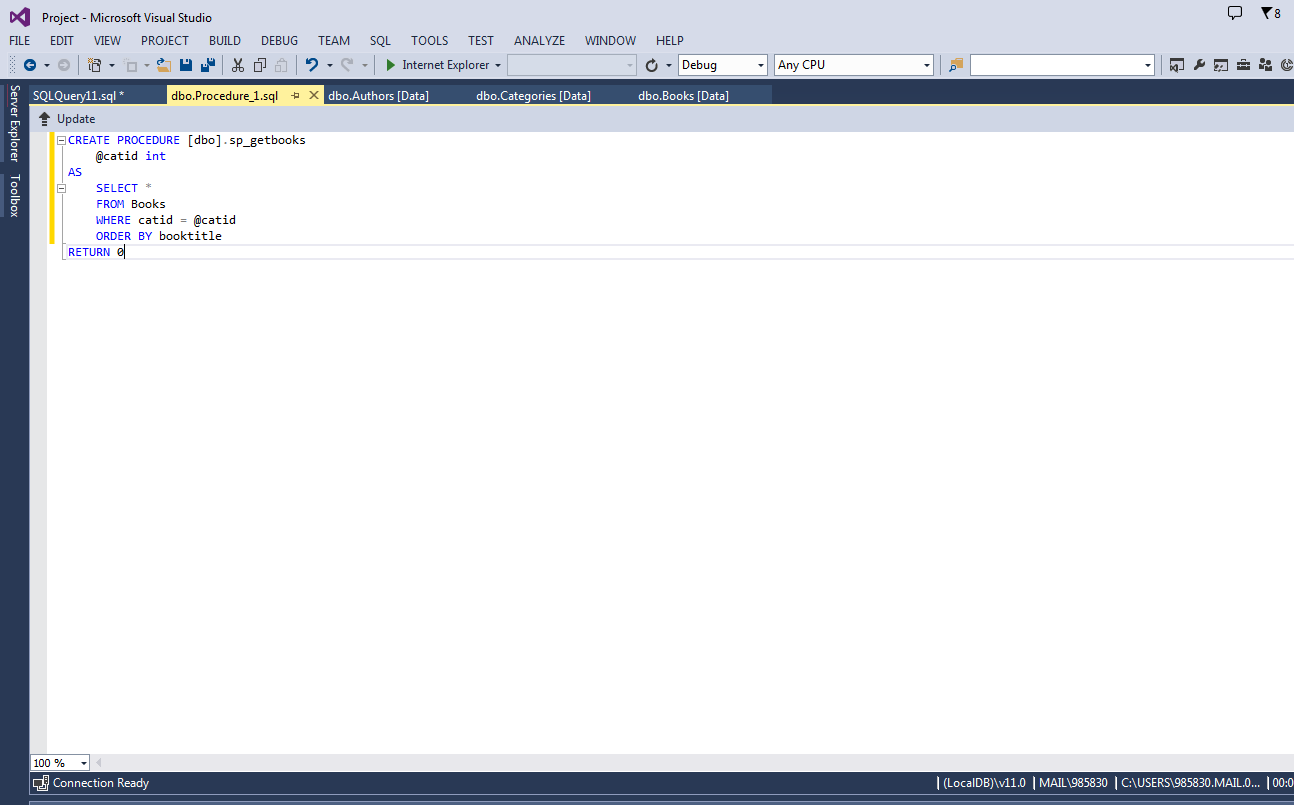 Project - Microsoft Visual Studio
8
FILE EDIT VIEW PROJECT BUILD DEBUG TEAM SQL TOOLS TEST ANALYZE WINDOW HELP
Internet Explorer Debug Any CPU
SQLQuery11.sql * dbo.Procedure_1.sql dbo.Authors [Data] dbo.Categories [Data] dbo.Books [Data]
Server Explorer
Toolbox
Update
CREATE PROCEDURE [dbo].sp_getbooks
@catid int
AS
SELECT *
FROM Books
WHERE catid = @catid
ORDER BY booktitle
RETURN 0
100 %
Connection Ready (LocalDB)\v11.0 MAIL\985830 C:\USERS\985830.MAIL.0... 00:0